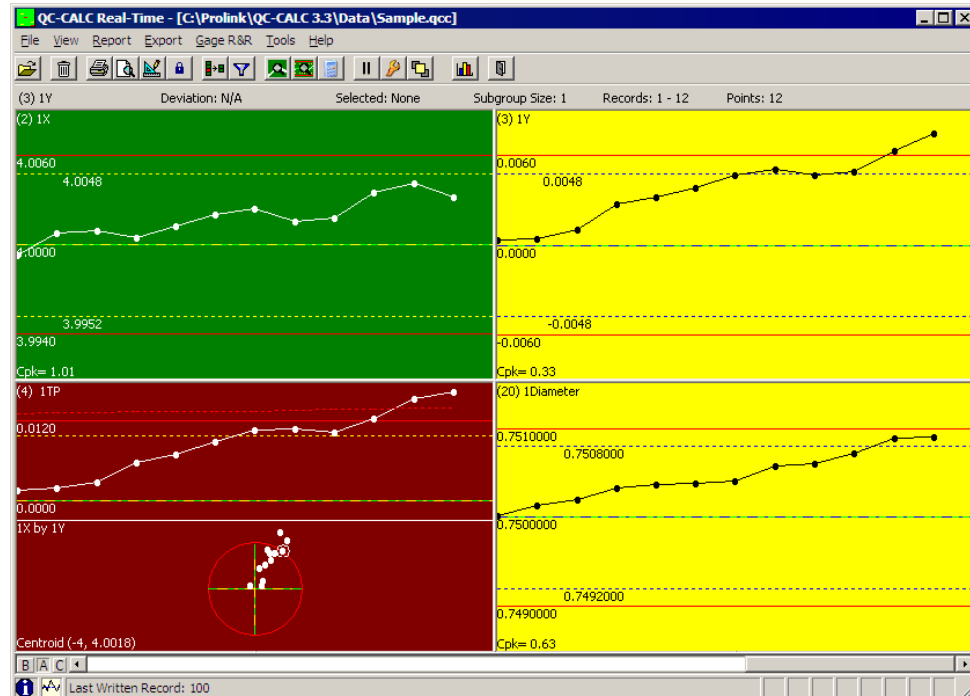 QC-CALC Real-Time - [C:\Prolink\QC-CALC 3.3\Data\Sample.qcc]
File View Report Export Gage R&R Tools Help
(3) 1Y Deviation: N/A Selected: None Subgroup Size: 1 Records: 1 - 12 Points: 12
(2) 1X
4.0060
4.0048
4.0000
3.9952
3.9940
Cpk= 1.01
(3) 1Y
0.0060
0.0048
0.0000
-0.0048
-0.0060
Cpk= 0.33
(4) 1TP
0.0120
0.0000
1X by 1Y
Centroid (-4, 4.0018)
(20) 1Diameter
0.7510000
0.7508000
0.7500000
0.7492000
0.7490000
Cpk= 0.63
B A C
Last Written Record: 100